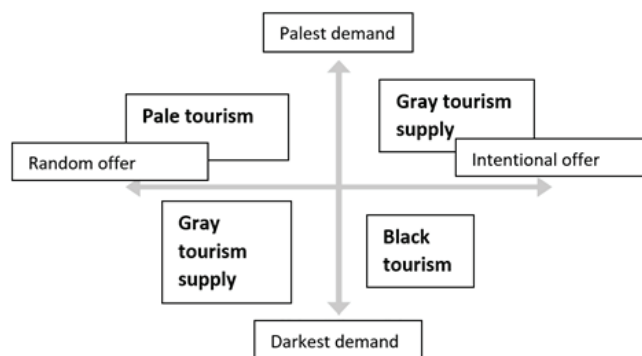 Palest demand
Pale tourism
Gray tourism
supply
Random offer
Intentional offer
Gray
tourism
supply
Black
tourism
Darkest demand